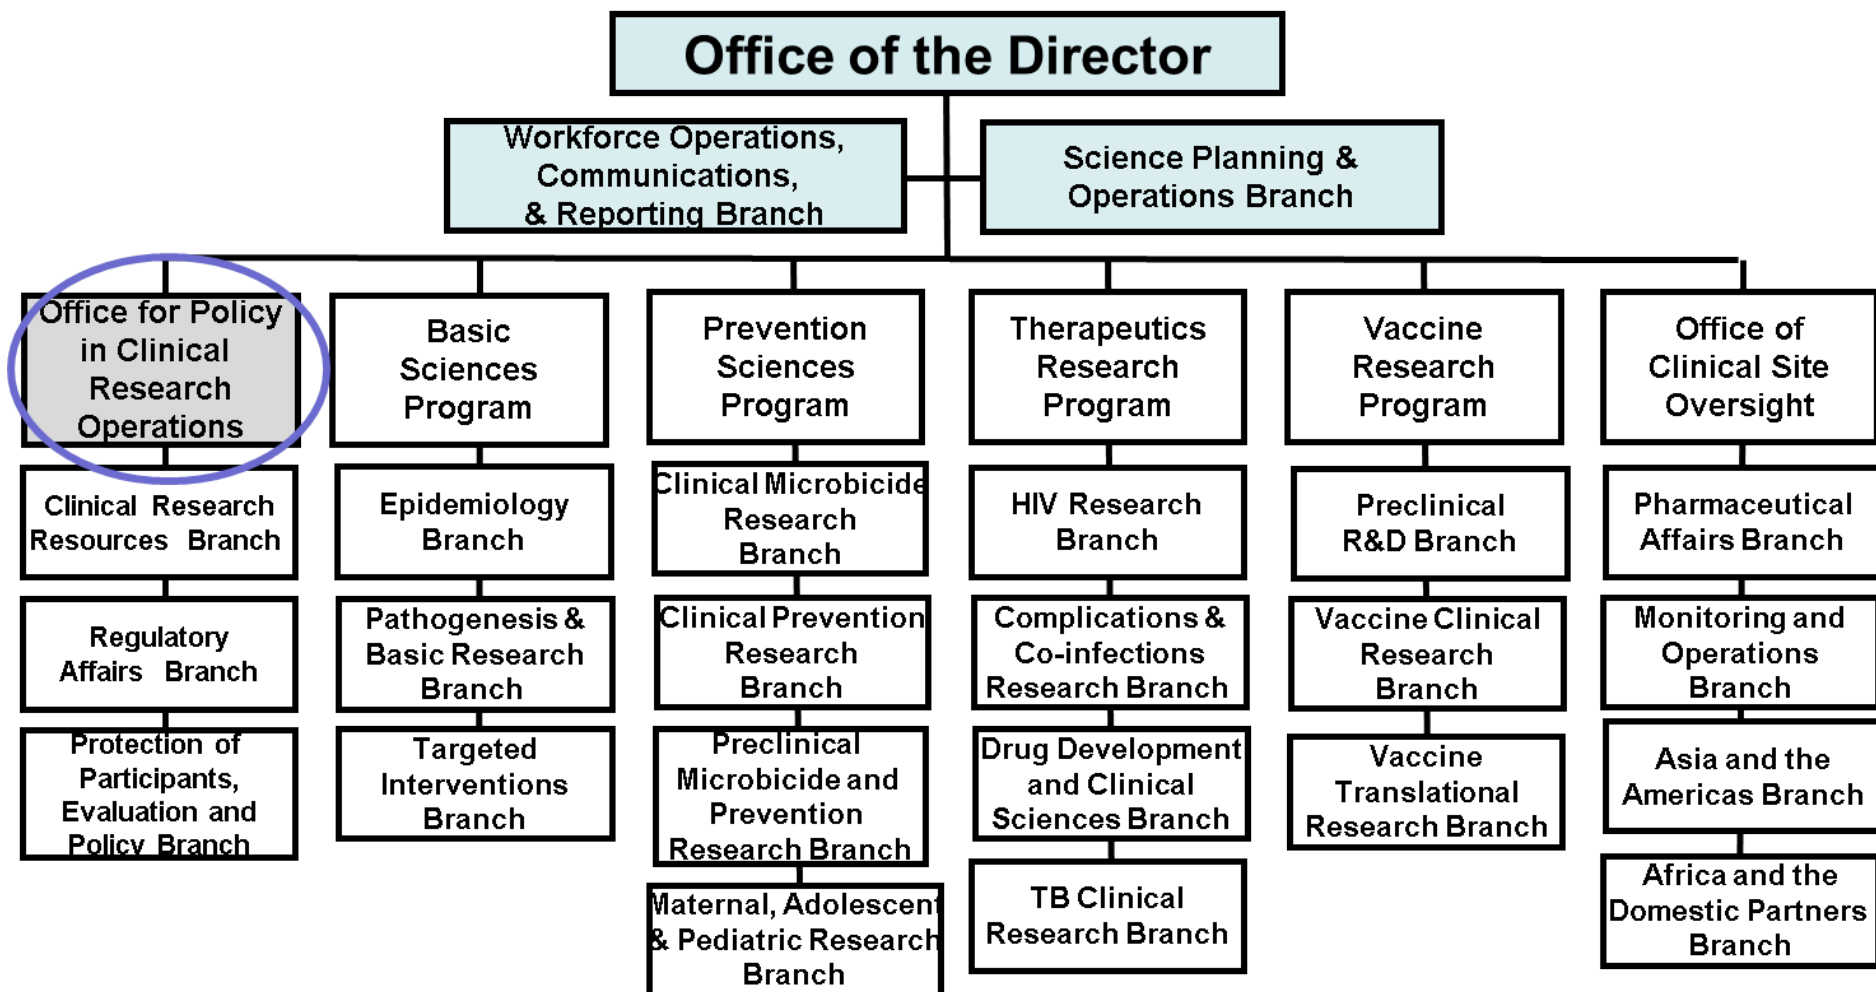 Office of the Director
Workforce Operations,
Communications,
& Reporting Branch
Science Planning &
Operations Branch
Office for Policy
in Clinical
Research
Operations
Clinical Research
Resources Branch
Regulatory
Affairs Branch
Protection of
Participants,
Evaluation and
Policy Branch
Basic
Sciences
Program
Epidemiology
Branch
Pathogenesis &
Basic Research
Branch
Targeted
Interventions
Branch
Prevention
Sciences
Program
Clinical Microbicide
Research
Branch
Clinical Prevention
Research
Branch
Preclinical
Microbicide and
Prevention
Research Branch
Maternal, Adolescent
& Pediatric Research
Branch
Therapeutics
Research
Program
HIV Research
Branch
Complications &
Co-infections
Research Branch
Drug Development
and Clinical
Sciences Branch
TB Clinical
Research Branch
Vaccine
Research
Program
Preclinical
R&D Branch
Vaccine Clinical
Research
Branch
Vaccine
Translational
Research Branch
Office of
Clinical Site
Oversight
Pharmaceutical
Affairs Branch
Monitoring and
Operations
Branch
Asia and the
Americas Branch
Africa and the
Domestic Partners
Branch